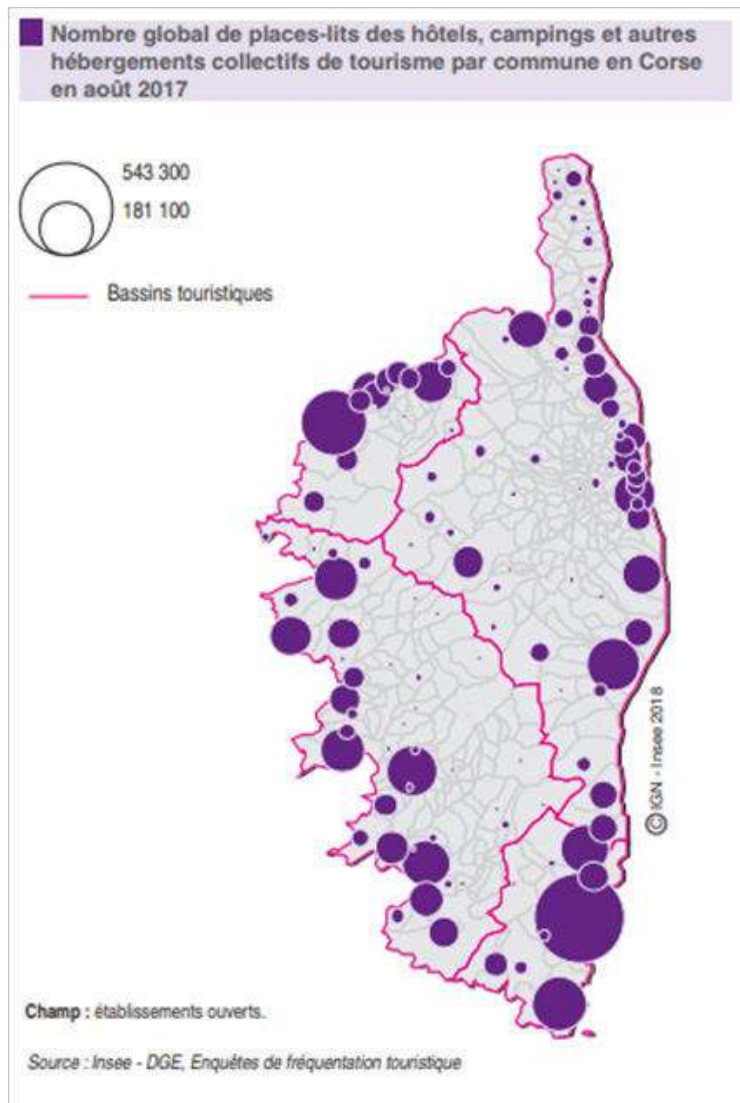 Nombre global de places-lits des hôtels, campings et autres
hébergements collectifs de tourisme par commune en Corse
en août 2017
543 300
181 100
Bassins touristiques
© IGN - Insee 2018
Champ : établissements ouverts.
Source : Insee - DGE, Enquêtes de fréquentation touristique